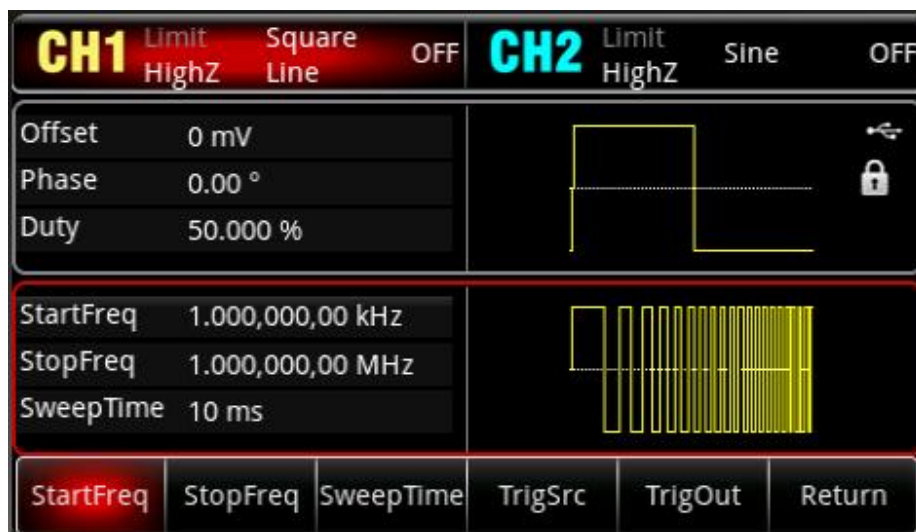 CH1 Limit Square OFF CH2 Limit Sine OFF
HighZ Line HighZ
Offset 0 mV
Phase 0.00 °
Duty 50.000 %
StartFreq 1.000,000,00 kHz
StopFreq 1.000,000,00 MHz
SweepTime 10 ms
StartFreq StopFreq SweepTime TrigSrc TrigOut Return